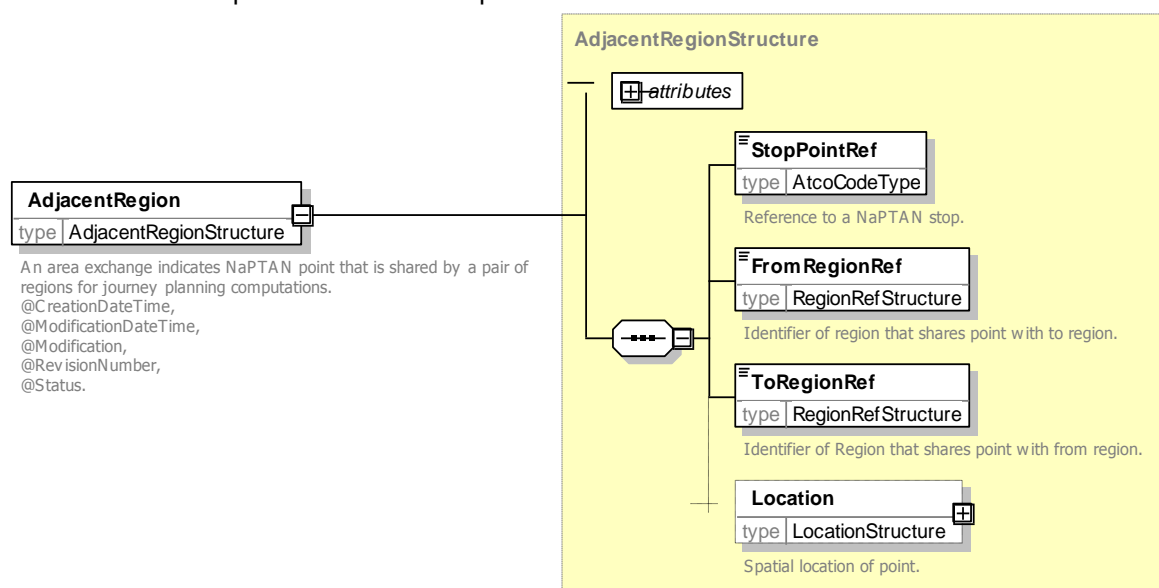 AdjacentRegionStructure
attributes
StopPointRef
type AtcoCodeType
Reference to a NaPTAN stop.
AdjacentRegion
type AdjacentRegionStructure
An area exchange indicates NaPTAN point that is shared by a pair of
regions for journey planning computations.
@CreationDateTime,
@ModificationDateTime,
@Modification,
@RevisionNumber,
@Status.
FromRegionRef
type RegionRefStructure
Identifier of region that shares point with to region.
ToRegionRef
type RegionRefStructure
Identifier of Region that shares point with from region.
Location
type LocationStructure
Spatial location of point.